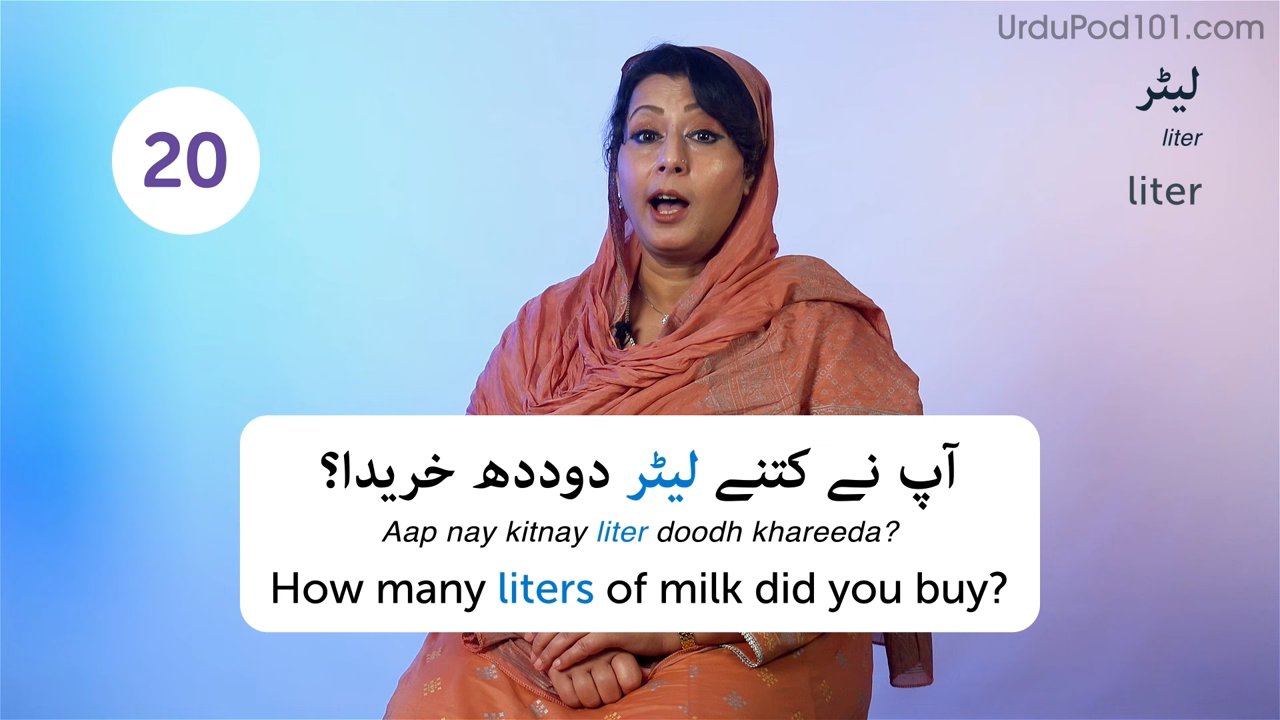 UrduPod101.com
20
لیٹر
liter
liter
آپ نے کتنے لیٹر دوددھ خریدا؟
Aap nay kitnay liter doodh khareeda?
How many liters of milk did you buy?